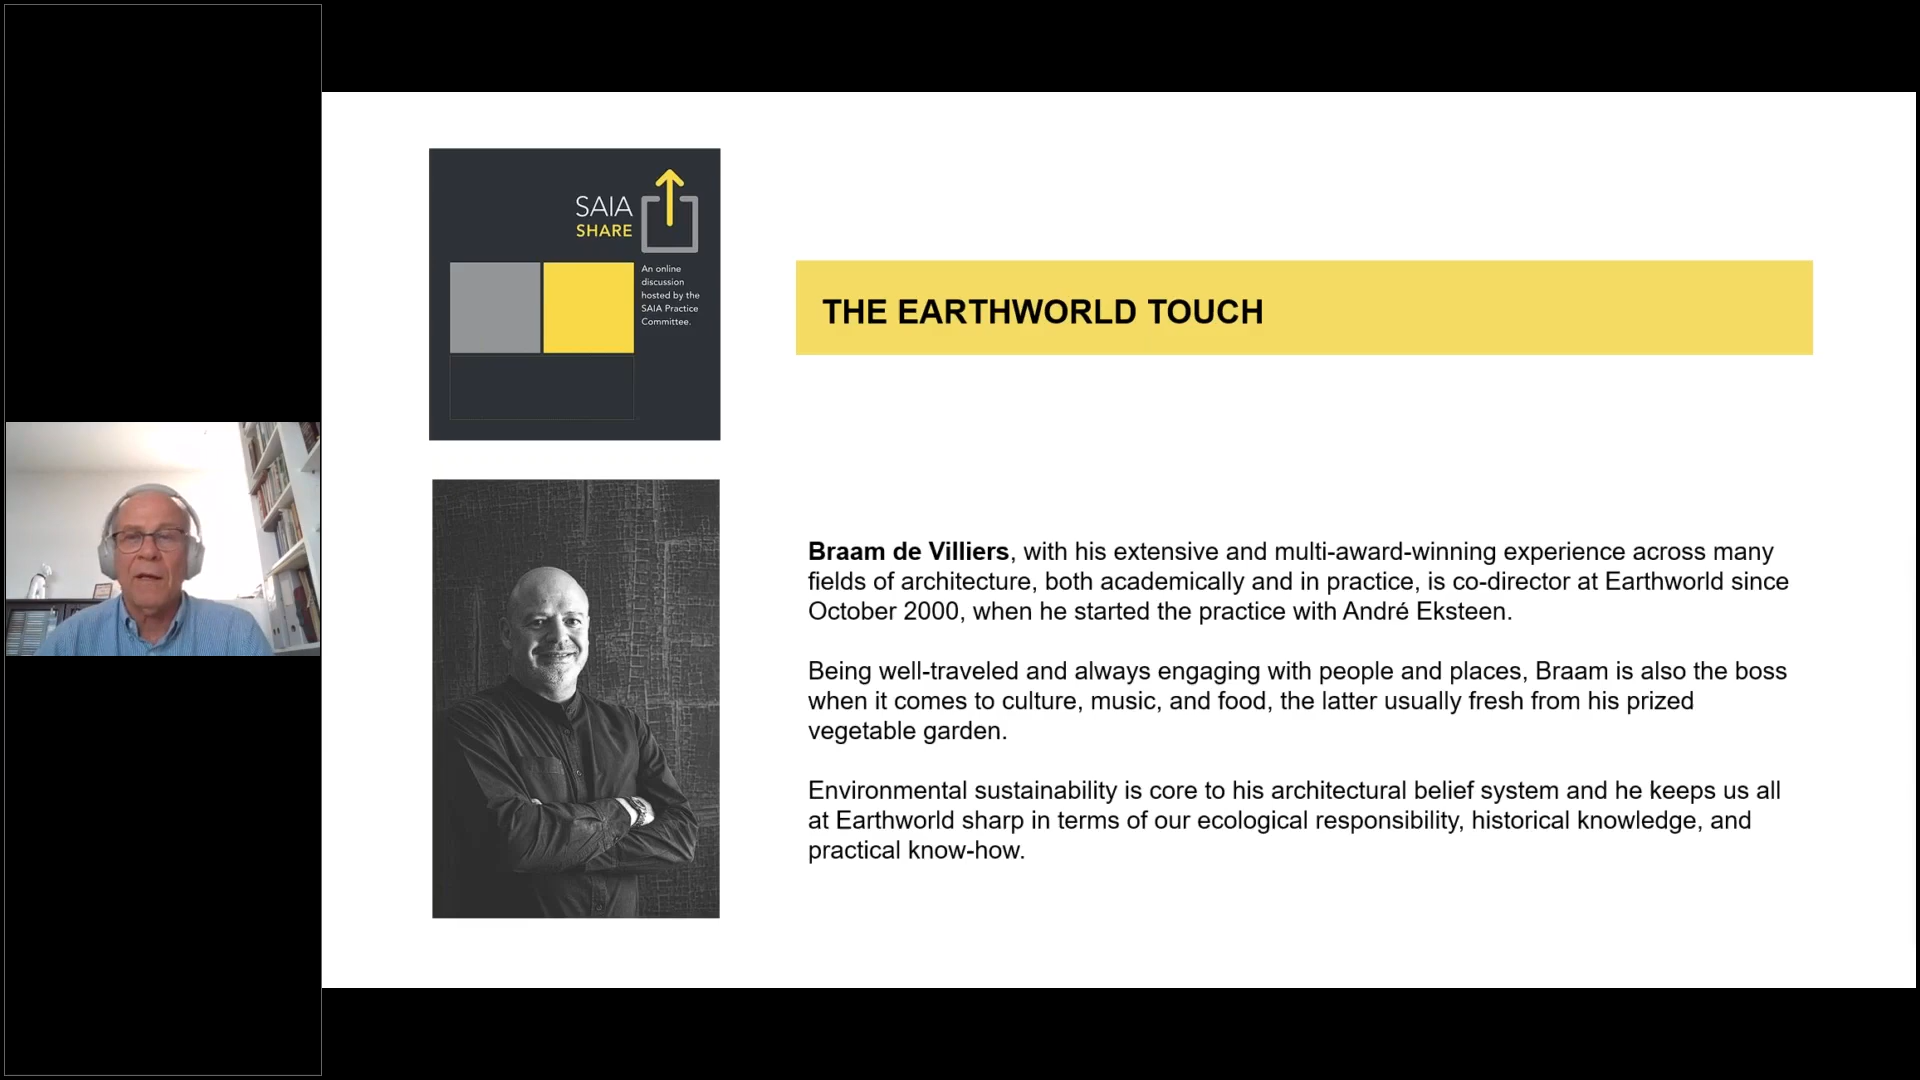 SAIA
SHARE
An online
discussion
hosted by the
SAIA Practice
Committee.
THE EARTHWORLD TOUCH
Braam de Villiers, with his extensive and multi-award-winning experience across many
fields of architecture, both academically and in practice, is co-director at Earthworld since
October 2000, when he started the practice with André Eksteen.
Being well-traveled and always engaging with people and places, Braam is also the boss
when it comes to culture, music, and food, the latter usually fresh from his prized
vegetable garden.
Environmental sustainability is core to his architectural belief system and he keeps us all
at Earthworld sharp in terms of our ecological responsibility, historical knowledge, and
practical know-how.